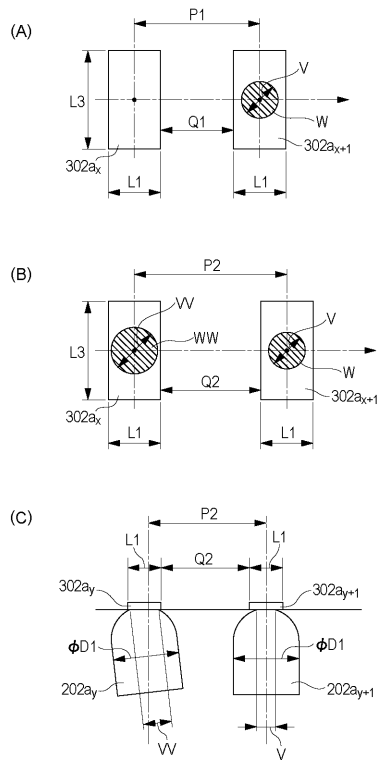 (A)
P1
V
L3
Q1
W
302ax
302ax+1
L1
L1
(B)
P2
VV
V
L3
WW
Q2
W
302ax
302ax+1
L1
L1
(C)
P2
L1
Q2
L1
302ay
302ay+1
ϕD1
ϕD1
202ay
202ay+1
VV
V